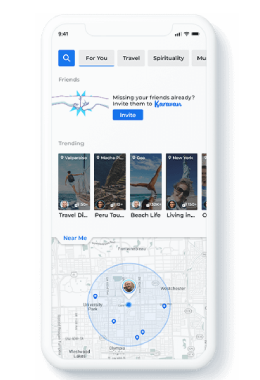 9:41
For You
Travel
Spirituality
Mu
Friends
Missing your friends already?
Invite them to Karavan.
Invite
Trending
Valparaiso
Machu Pi...
Goa
New York
Travel Di...
Peru Tou...
Beach Life
Living in...
Near Me
University Park
Westchester
Olympia
Westwood Lakes